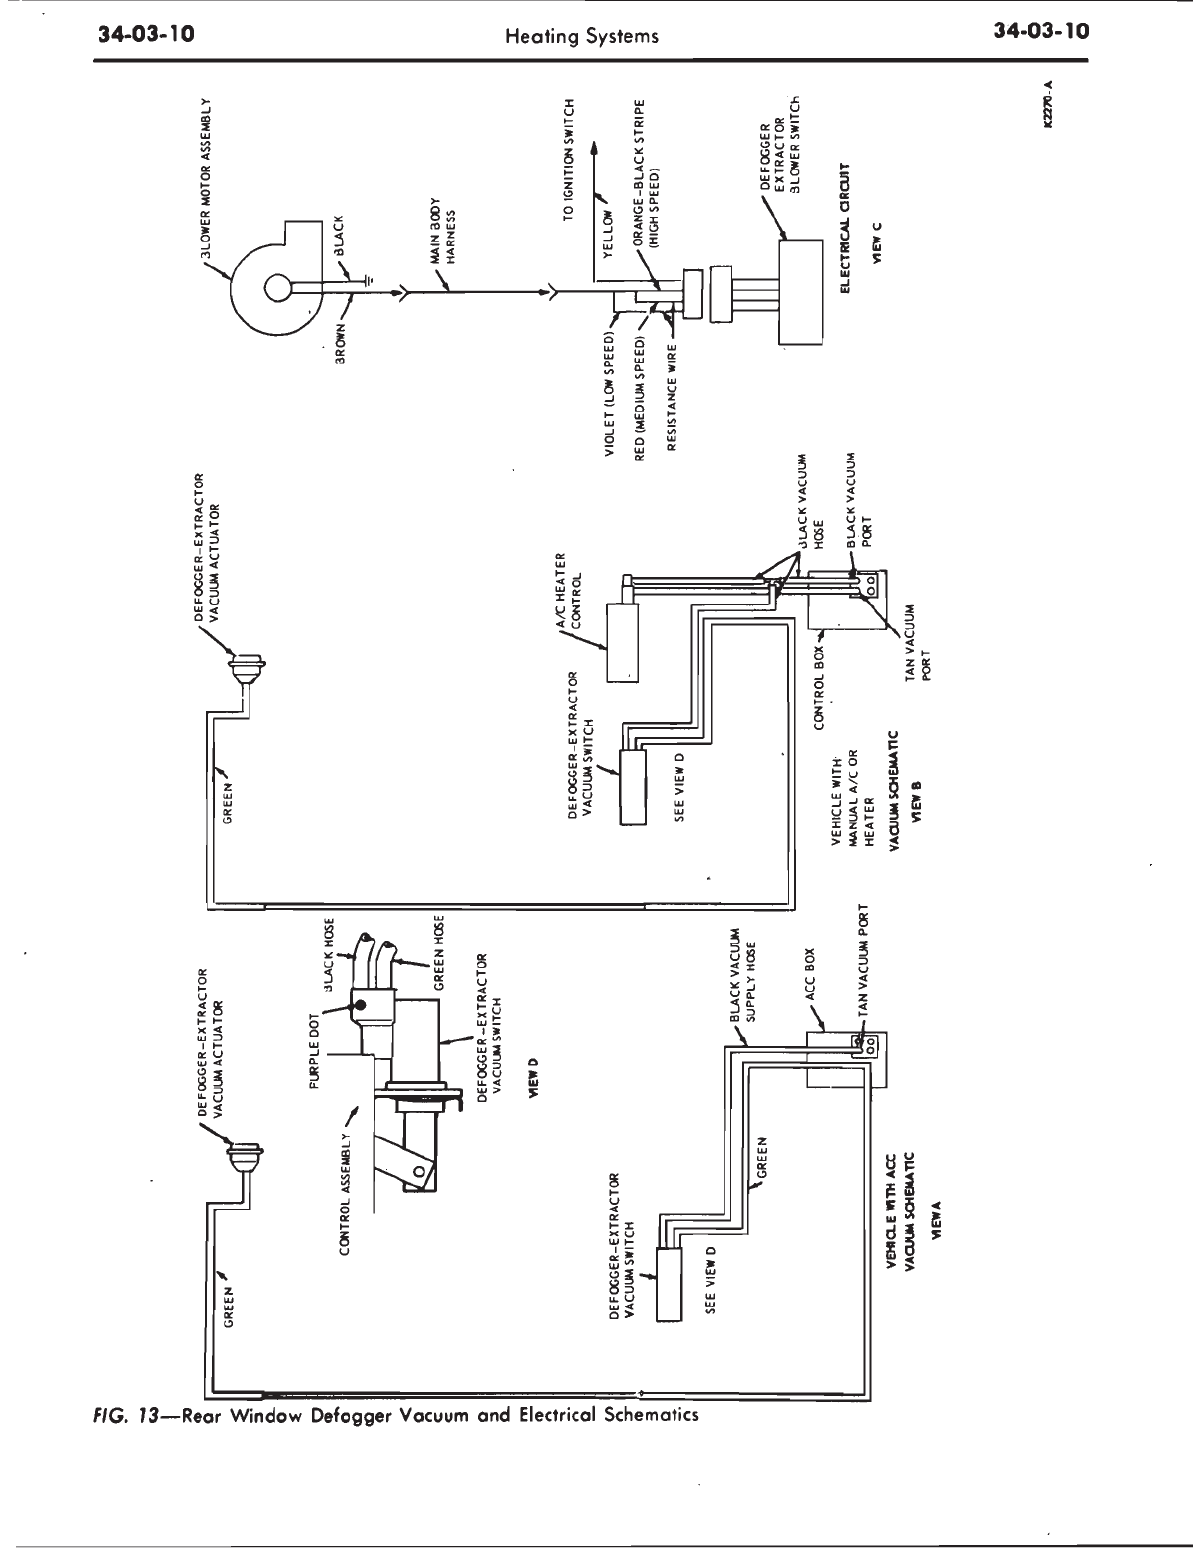 34-03-10
Heating Systems
34-03-10
K2270-A
BLOWER MOTOR ASSEMBLY
BLACK
BROWN
MAIN BODY
HARNESS
TO IGNITION SWITCH
YELLOW
ORANGE-BLACK STRIPE
(HIGH SPEED)
VIOLET (LOW SPEED)
RED (MEDIUM SPEED)
RESISTANCE WIRE
DEFOGGER
EXTRACTOR
BLOWER SWITCH
ELECTRICAL CIRCUIT
VIEW C
DEFOGGER-EXTRACTOR
VACUUM ACTUATOR
GREEN
A/C HEATER
CONTROL
DEFOGGER-EXTRACTOR
VACUUM SWITCH
SEE VIEW D
BLACK VACUUM
HOSE
BLACK VACUUM
PORT
CONTROL BOX
TAN VACUUM
PORT
VEHICLE WITH
MANUAL A/C OR
HEATER
VACUUM SCHEMATIC
VIEW B
BLACK HOSE
GREEN HOSE
PURPLE DOT
CONTROL ASSEMBLY
DEFOGGER-EXTRACTOR
VACUUM SWITCH
VIEW D
DEFOGGER-EXTRACTOR
VACUUM ACTUATOR
GREEN
BLACK VACUUM
SUPPLY HOSE
ACC BOX
TAN VACUUM PORT
GREEN
DEFOGGER-EXTRACTOR
VACUUM SWITCH
SEE VIEW D
VEHICLE WITH ACC
VACUUM SCHEMATIC
VIEW A
FIG. 13—Rear Window Defogger Vacuum and Electrical Schematics